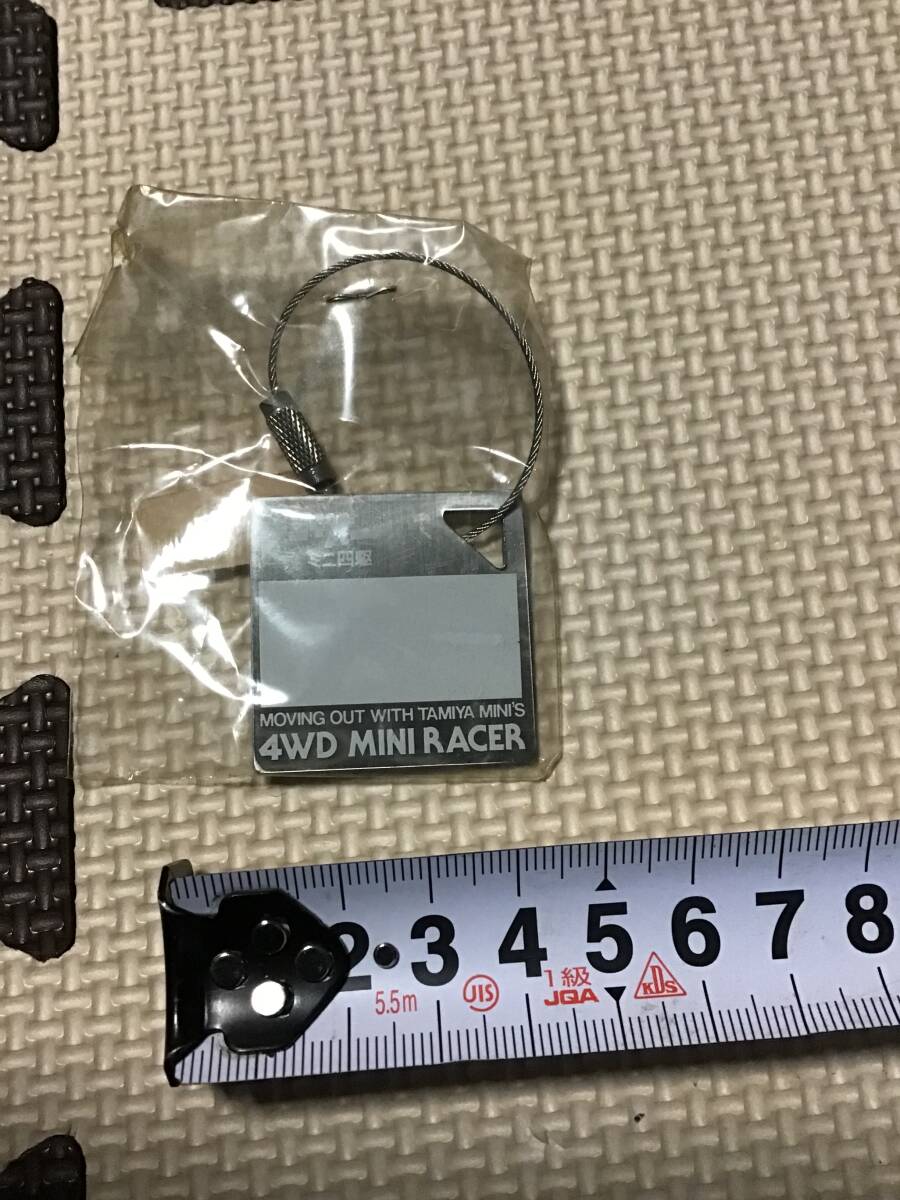 ミニ四駆
MOVING OUT WITH TAMIYA MINI'S
4WD MINI RACER
2 3 4 5 6 7 8
5.5m JIS 1級 JQA KDS